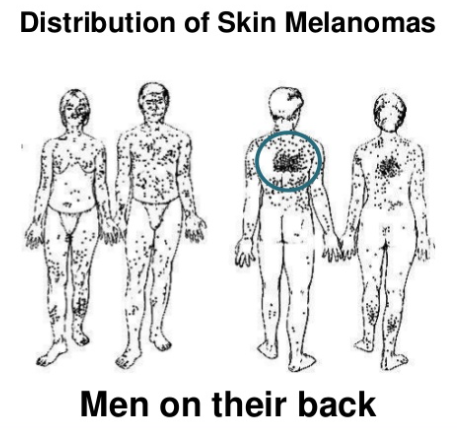 Distribution of Skin Melanomas
Men on their back